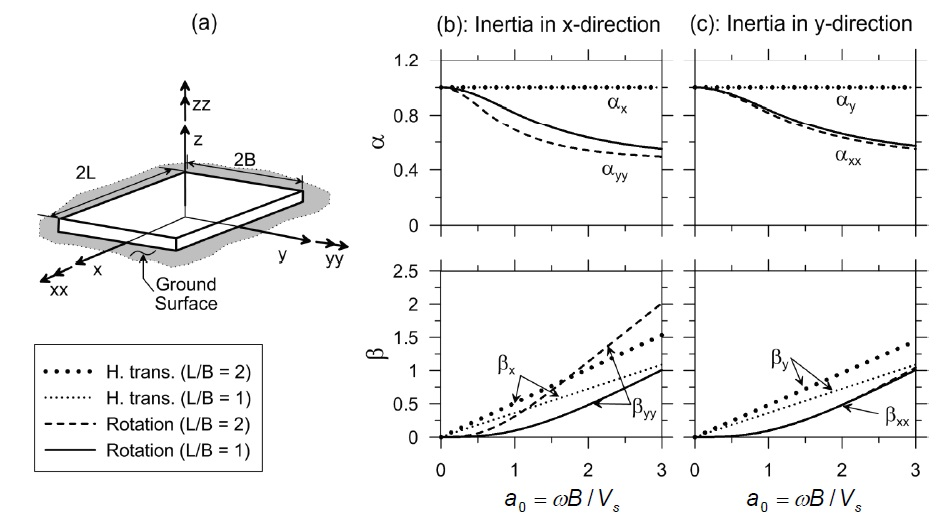 (a)
zz
z
2L
2B
x
xx
y
yy
Ground
Surface
H. trans. (L/B = 2)
H. trans. (L/B = 1)
Rotation (L/B = 2)
Rotation (L/B = 1)
(b): Inertia in x-direction
1.2
0.8
0.4
0
α
αx
αyy
2.5
2
1.5
1
0.5
0
β
βx
βyy
0 1 2 3
a0 = ωB / Vs
(c): Inertia in y-direction
αy
αxx
βy
βxx
0 1 2 3
a0 = ωB / Vs